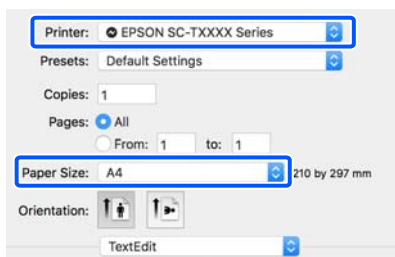 Printer: EPSON SC-TXXXX Series
Presets: Default Settings
Copies: 1
Pages: All
From: 1 to: 1
Paper Size: A4 210 by 297 mm
Orientation:
TextEdit